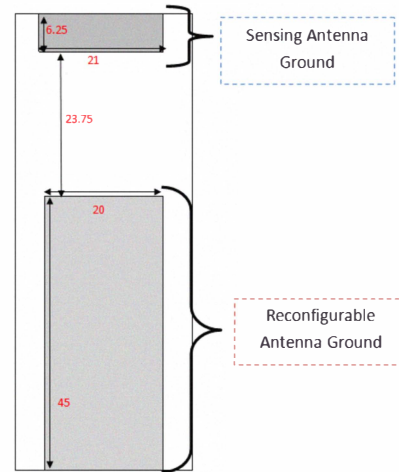 6.25
Sensing Antenna
Ground
21
23.75
20
Reconfigurable
Antenna Ground
45